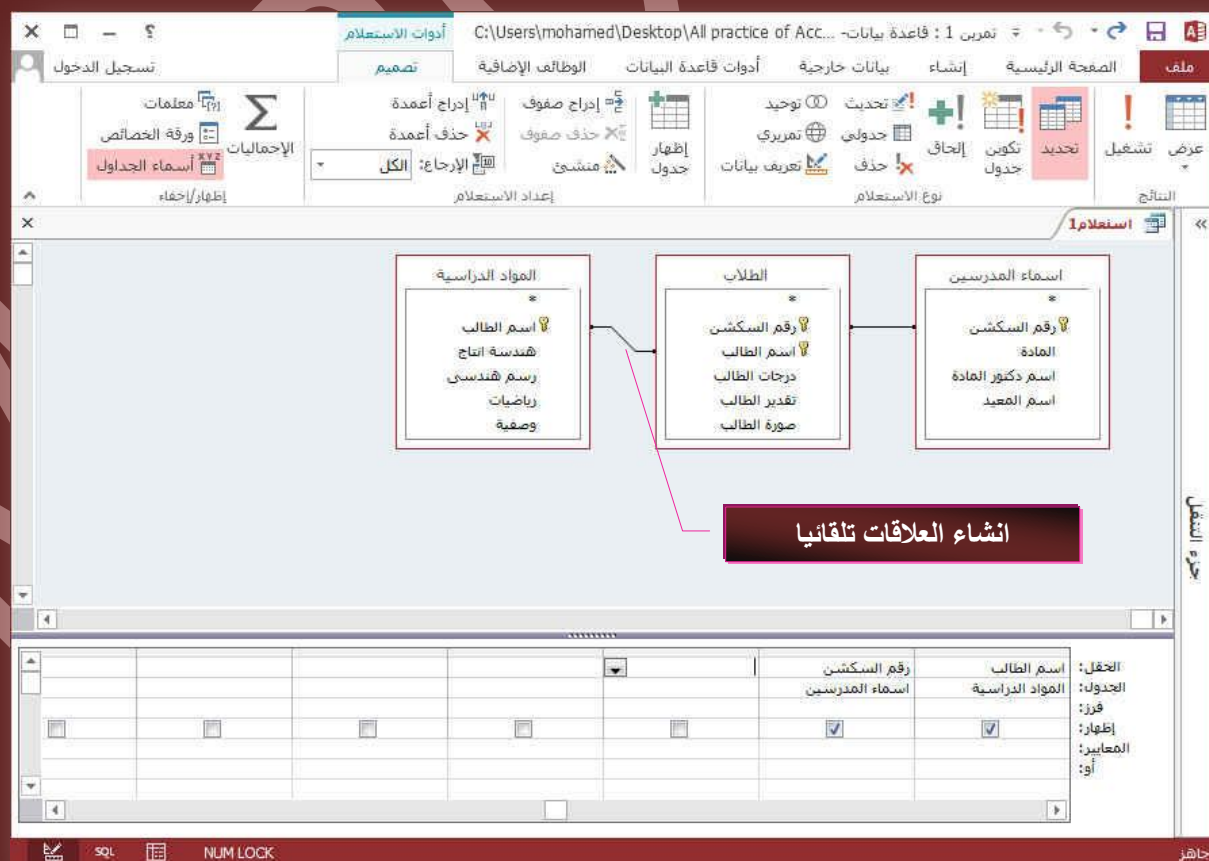 تمرين 1 : قاعدة بيانات- C:\Users\mohamed\Desktop\All practice of Acc...
أدوات الاستعلام
ملف الصفحة الرئيسية إنشاء بيانات خارجية أدوات قاعدة البيانات الوظائف الإضافية تصميم تسجيل الدخول
عرض
تشغيل
النتائج
تحديد
تكوين جدول
إلحاق
تحديث
جدولي
حذف
توحيد
تمريري
تعريف بيانات
نوع الاستعلام
إظهار جدول
إدراج صفوف
حذف صفوف
منشئ
إدراج أعمدة
حذف أعمدة
الإرجاع: الكل
إعداد الاستعلام
الإجماليات
معلمات
ورقة الخصائص
أسماء الجداول
إظهار/إخفاء
استعلام1
جزء التنقل
اسماء المدرسين
*
رقم السكشن
المادة
اسم دكتور المادة
اسم المعيد
الطلاب
*
رقم السكشن
اسم الطالب
درجات الطالب
تقدير الطالب
صورة الطالب
المواد الدراسية
*
اسم الطالب
هندسة انتاج
رسم هندسى
رياضيات
وصفية
انشاء العلاقات تلقائيا
الحقل: اسم الطالب رقم السكشن
الجدول: المواد الدراسية اسماء المدرسين
فرز:
إظهار:
المعايير:
أو:
جاهز
NUM LOCK
SQL